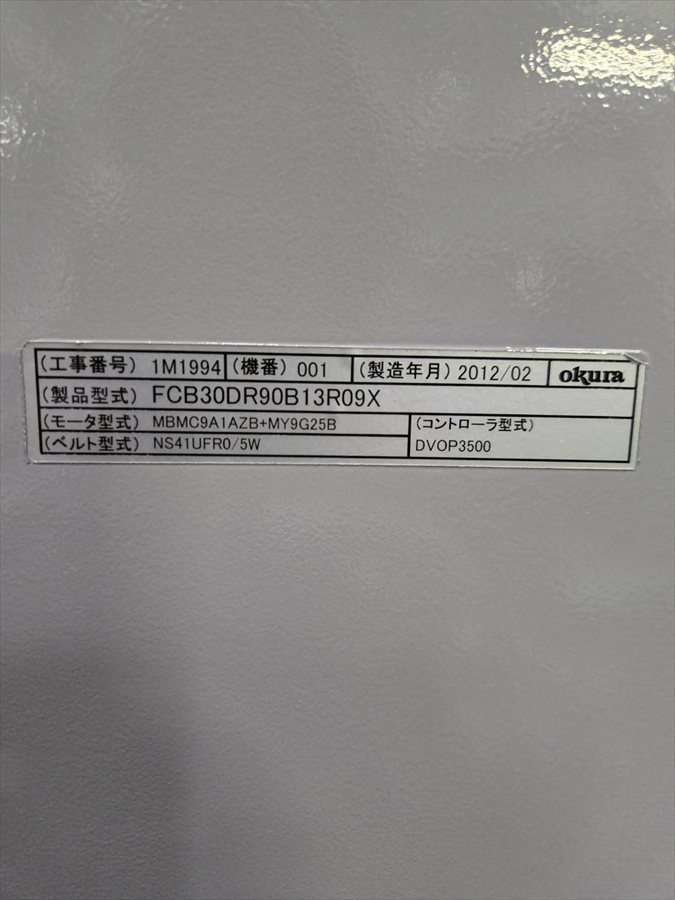 (工事番号) 1M1994 (機番) 001 (製造年月) 2012/02 okura
(製品型式) FCB30DR90B13R09X
(モータ型式) MBMC9A1AZB+MY9G25B (コントローラ型式)
(ベルト型式) NS41UFR0/5W DVOP3500